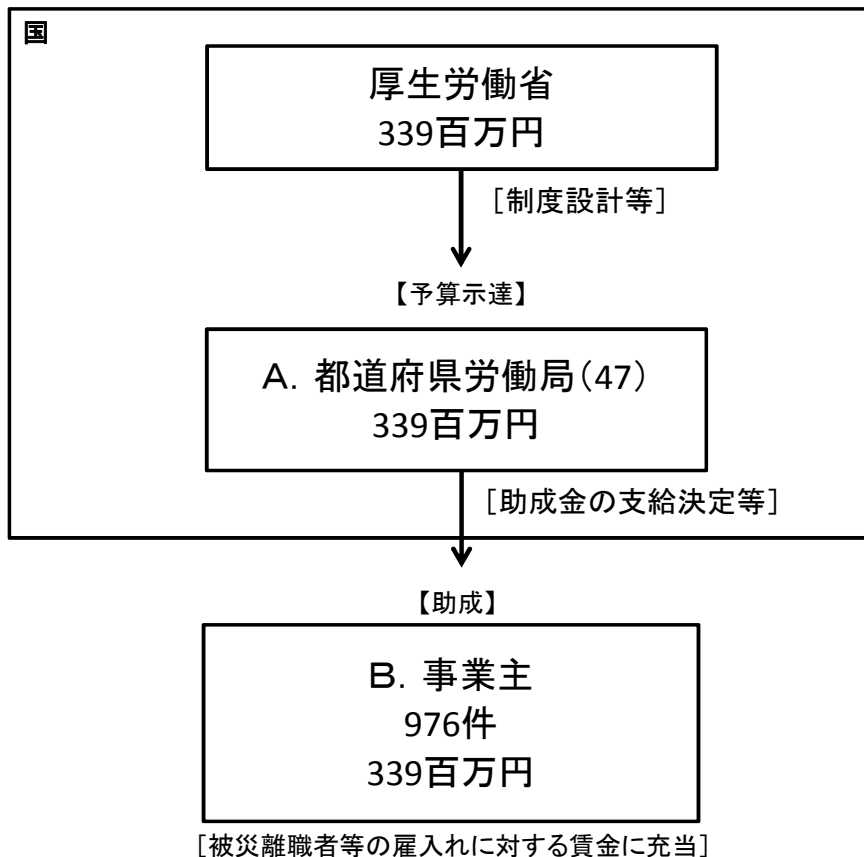 国
厚生労働省
339百万円
［制度設計等］
【予算示達】
A．都道府県労働局（47）
339百万円
［助成金の支給決定等］
【助成】
B．事業主
976件
339百万円
［被災離職者等の雇入れに対する賃金に充当］